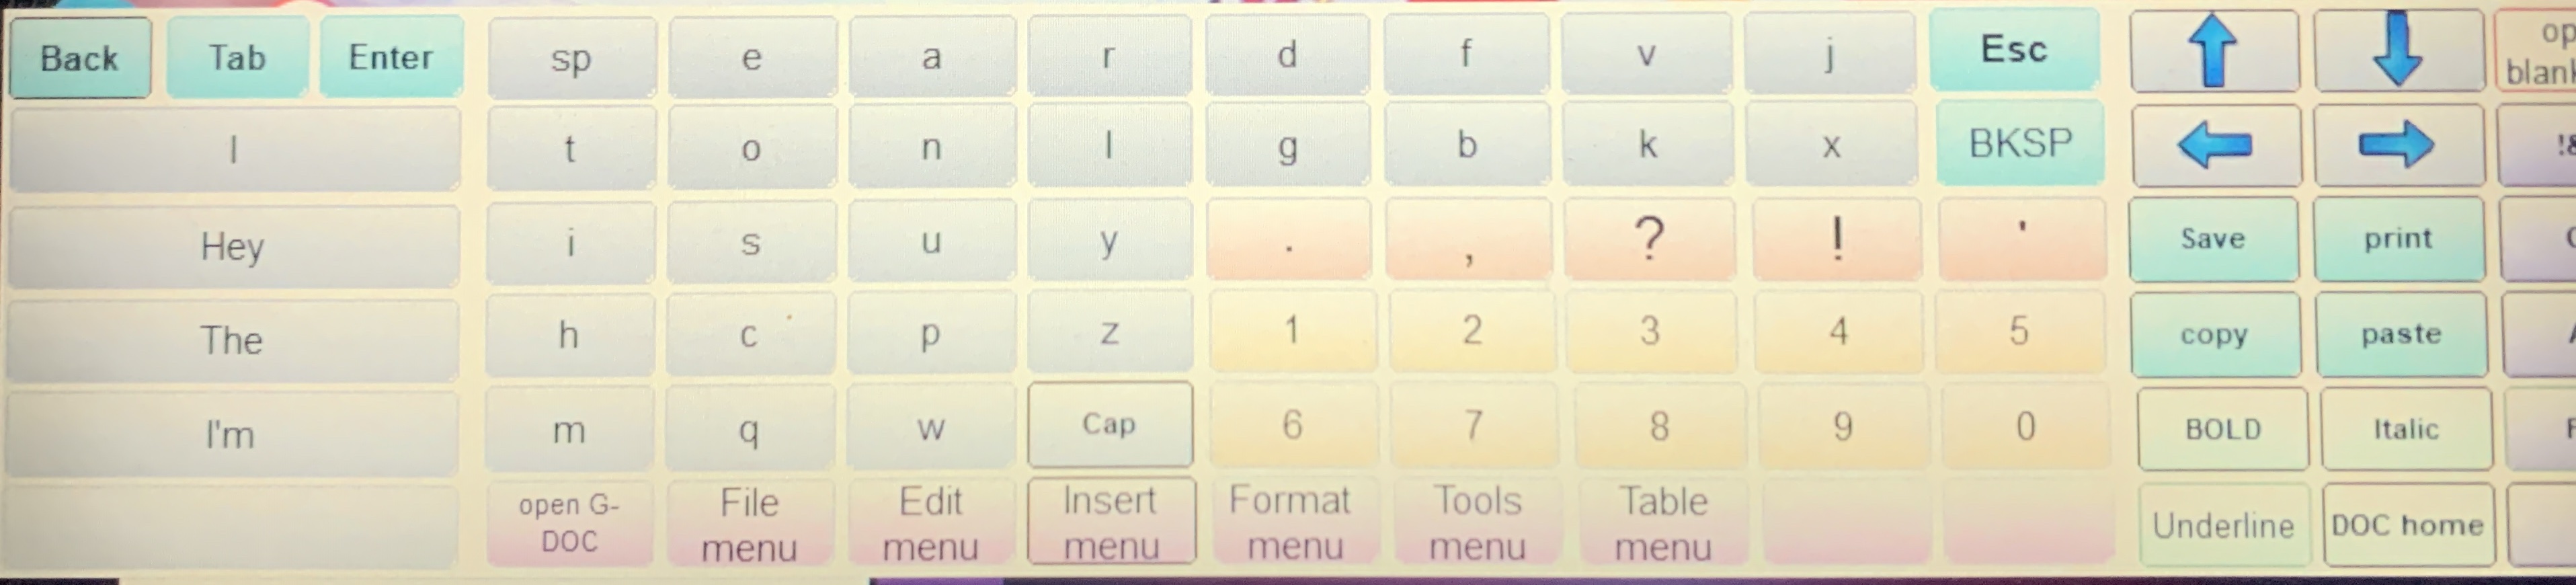 Back Tab Enter sp e a r d f v j Esc op
blank
I t o n l g b k x BKSP !&
Hey i s u y . , ? ! ' Save print
The h c p z 1 2 3 4 5 copy paste
I'm m q w Cap 6 7 8 9 0 BOLD Italic
open G- File Edit Insert Format Tools Table Underline DOC home
DOC menu menu menu menu menu menu